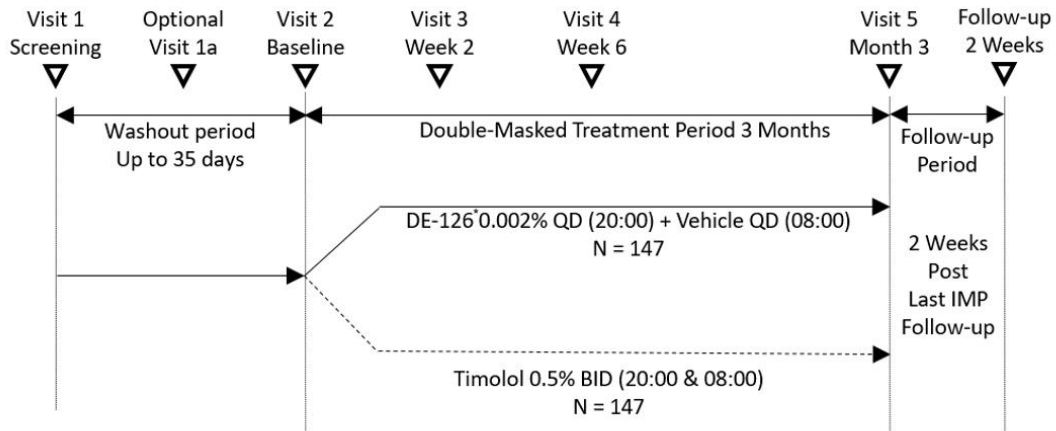 Visit 1
Screening
Optional
Visit 1a
Visit 2
Baseline
Visit 3
Week 2
Visit 4
Week 6
Visit 5
Month 3
Follow-up
2 Weeks
Washout period
Up to 35 days
Double-Masked Treatment Period 3 Months
Follow-up
Period
DE-126*0.002% QD (20:00) + Vehicle QD (08:00)
N = 147
2 Weeks
Post
Last IMP
Follow-up
Timolol 0.5% BID (20:00 & 08:00)
N = 147